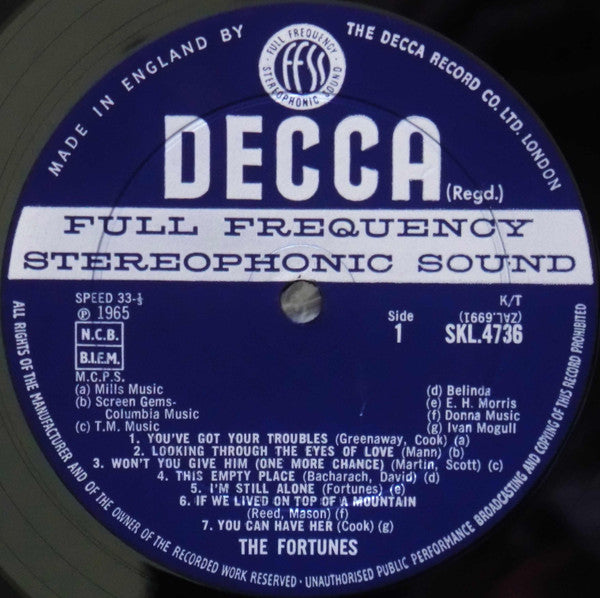 MADE IN ENGLAND BY
THE DECCA RECORD CO. LTD. LONDON
FULL FREQUENCY
FFSS
STEREOPHONIC SOUND
DECCA (Regd.)
FULL FREQUENCY
STEREOPHONIC SOUND
SPEED 33-⅓
℗ 1965
N.C.B.
B.I.E.M.
K/T
(ZAL.6991)
Side
1
SKL.4736
M.C.P.S.
(a) Mills Music
(b) Screen Gems-
Columbia Music
(c) T.M. Music
(d) Belinda
(e) E. H. Morris
(f) Donna Music
(g) Ivan Mogull
1. YOU'VE GOT YOUR TROUBLES (Greenaway, Cook) (a)
2. LOOKING THROUGH THE EYES OF LOVE (Mann) (b)
3. WON'T YOU GIVE HIM (ONE MORE CHANCE) (Martin, Scott) (c)
4. THIS EMPTY PLACE (Bacharach, David) (d)
5. I'M STILL ALONE (Fortunes) (e)
6. IF WE LIVED ON TOP OF A MOUNTAIN
(Reed, Mason) (f)
7. YOU CAN HAVE HER (Cook) (g)
THE FORTUNES
ALL RIGHTS OF THE MANUFACTURER AND OF THE OWNER OF THE RECORDED WORK RESERVED · UNAUTHORISED PUBLIC PERFORMANCE BROADCASTING AND COPYING OF THIS RECORD PROHIBITED